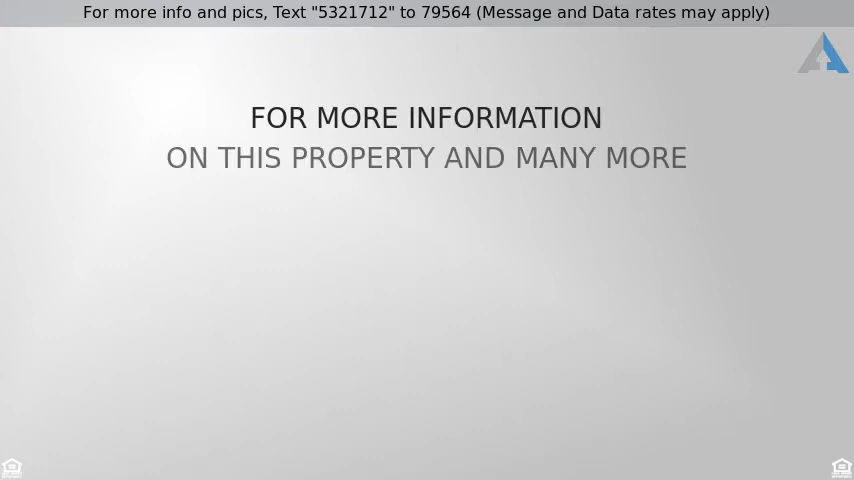 For more info and pics, Text "5321712" to 79564 (Message and Data rates may apply)
FOR MORE INFORMATION
ON THIS PROPERTY AND MANY MORE